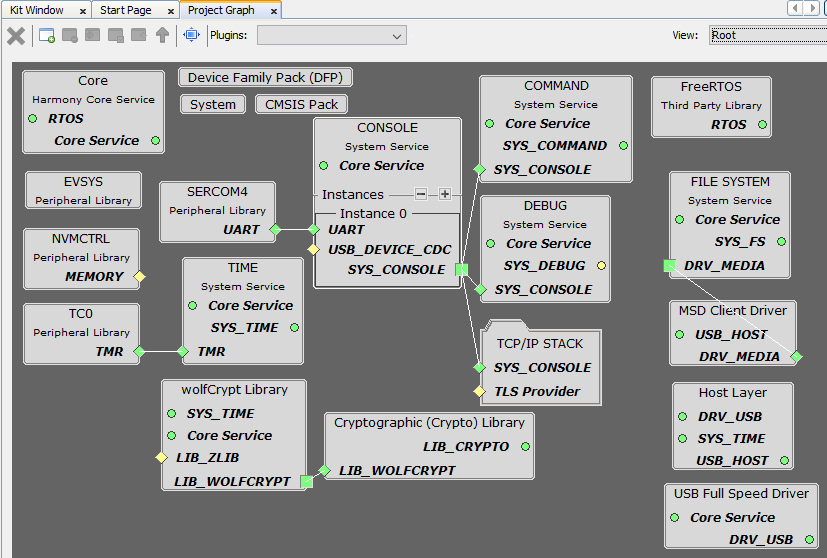 Kit Window
Start Page
Project Graph
Plugins:
View:
Root
Core
Harmony Core Service
RTOS
Core Service
Device Family Pack (DFP)
System
CMSIS Pack
CONSOLE
System Service
Core Service
Instances
Instance 0
UART
USB_DEVICE_CDC
SYS_CONSOLE
COMMAND
System Service
Core Service
SYS_COMMAND
SYS_CONSOLE
FreeRTOS
Third Party Library
RTOS
EVSYS
Peripheral Library
SERCOM4
Peripheral Library
UART
DEBUG
System Service
Core Service
SYS_DEBUG
SYS_CONSOLE
FILE SYSTEM
System Service
Core Service
SYS_FS
DRV_MEDIA
NVMCTRL
Peripheral Library
MEMORY
TIME
System Service
Core Service
SYS_TIME
TMR
TC0
Peripheral Library
TMR
TCP/IP STACK
SYS_CONSOLE
TLS Provider
MSD Client Driver
USB_HOST
DRV_MEDIA
wolfCrypt Library
SYS_TIME
Core Service
LIB_ZLIB
LIB_WOLFCRYPT
Cryptographic (Crypto) Library
LIB_CRYPTO
LIB_WOLFCRYPT
Host Layer
DRV_USB
SYS_TIME
USB_HOST
USB Full Speed Driver
Core Service
DRV_USB